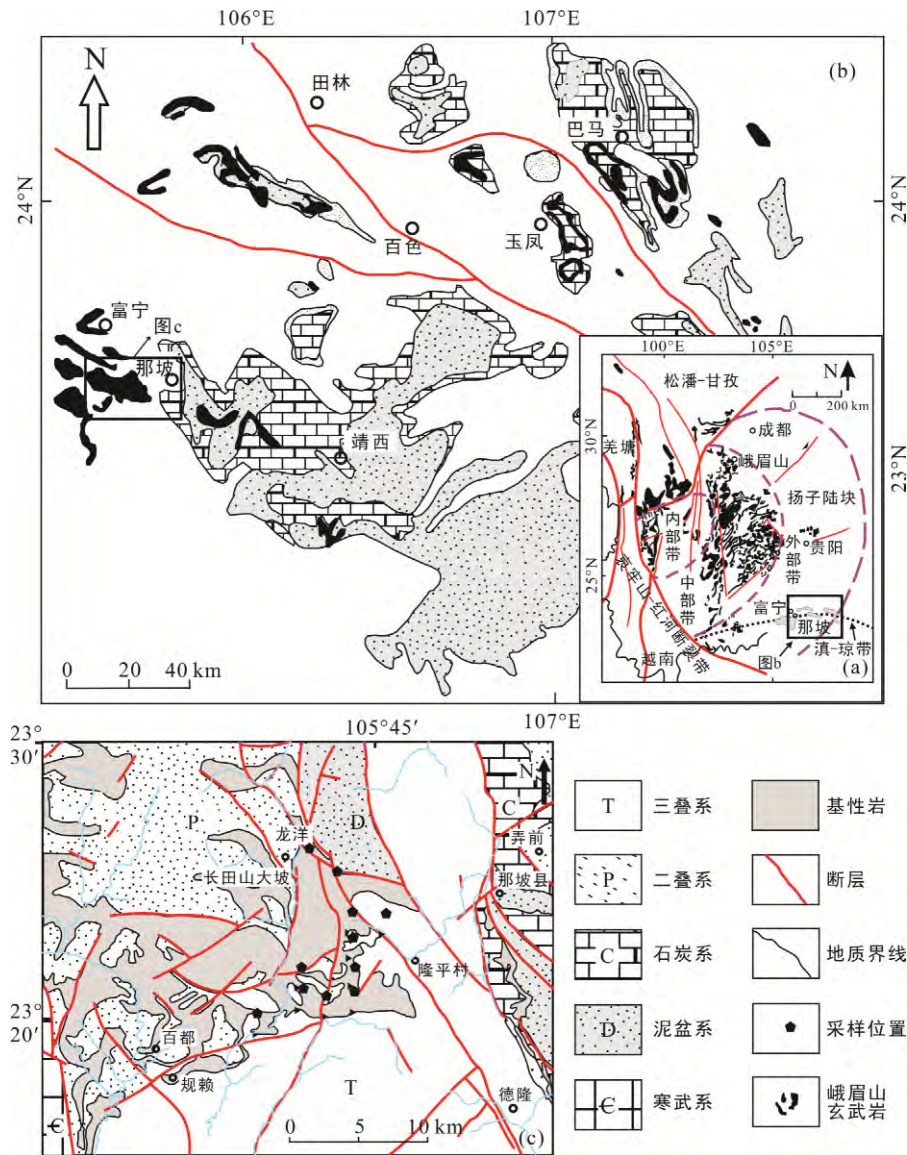 106°E
107°E
N
(b)
田林
巴马
24°N
24°N
百色
玉凤
富宁
图c
那坡
靖西
23°N
0 20 40 km
100°E
105°E
N
松潘-甘孜
0 200 km
30°N
成都
羌塘
峨眉山
扬子陆块
内部带
外部带
贵阳
25°N
中部带
哀牢山-红河断裂带
富宁
那坡
越南
图b
滇-琼带
(a)
23°30′
105°45′
107°E
N
P
D
C
龙洋
弄前
长田山大坡
那坡县
隆平村
23°20′
百都
规赖
T
德隆
Є
0 5 10 km
(c)
T 三叠系
基性岩
P 二叠系
断层
C 石炭系
地质界线
D 泥盆系
采样位置
Є 寒武系
峨眉山
玄武岩